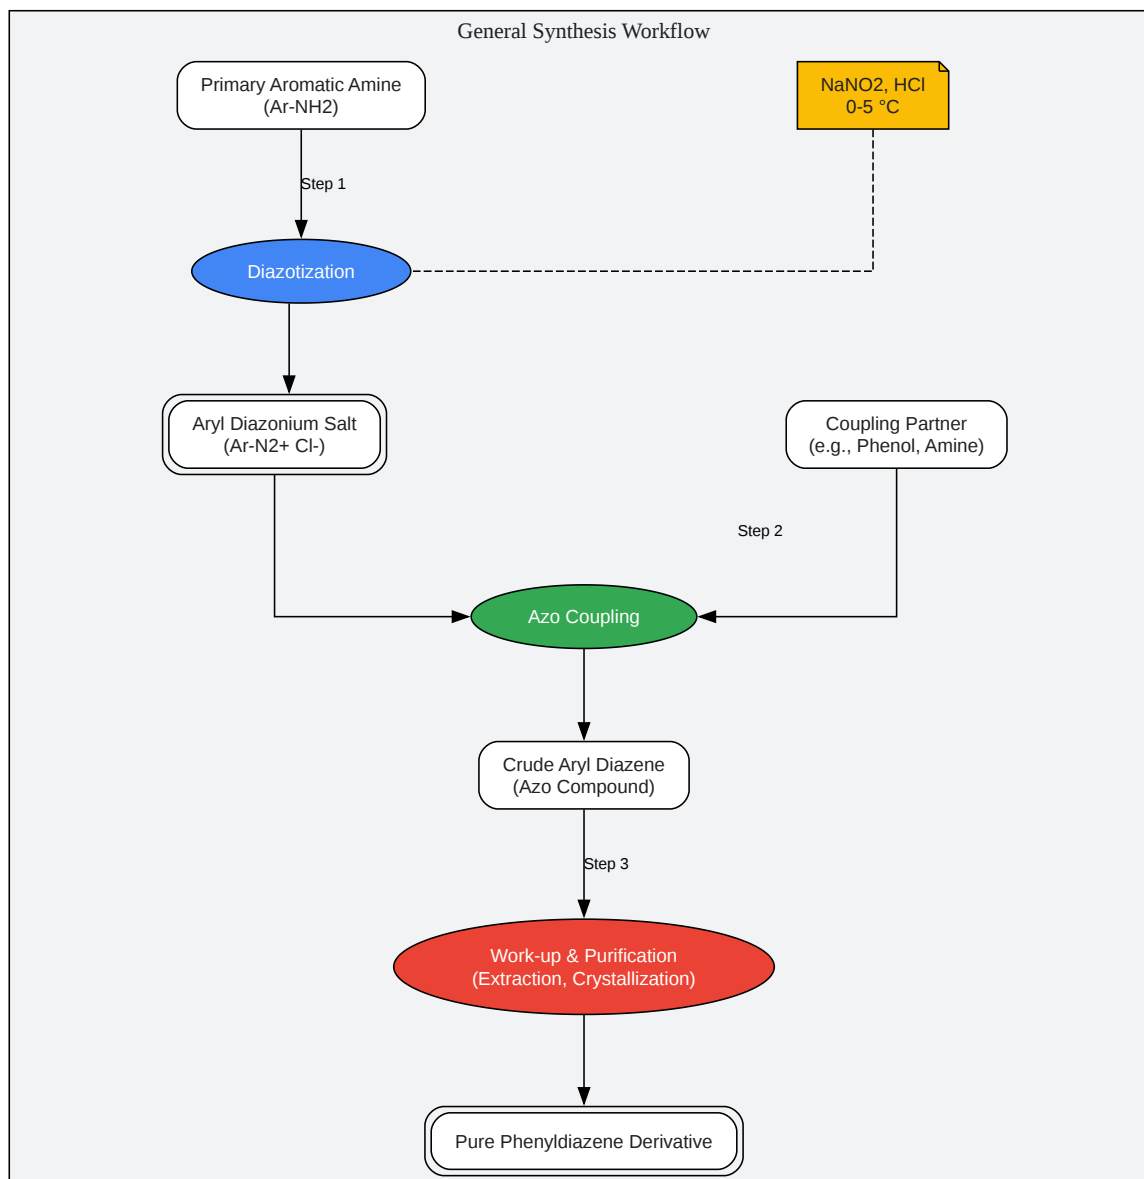 General Synthesis Workflow
Primary Aromatic Amine
(Ar-NH2)
NaNO2, HCl
0-5 °C
Step 1
Diazotization
Aryl Diazonium Salt
(Ar-N2+ Cl-)
Coupling Partner
(e.g., Phenol, Amine)
Step 2
Azo Coupling
Crude Aryl Diazene
(Azo Compound)
Step 3
Work-up & Purification
(Extraction, Crystallization)
Pure Phenyldiazene Derivative